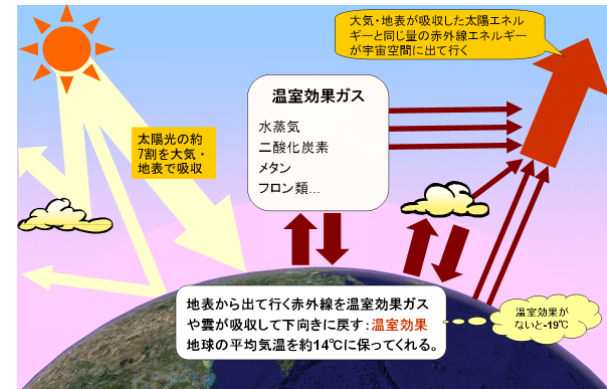 大気・地表が吸収した太陽エネル
ギーと同じ量の赤外線エネルギー
が宇宙空間に出て行く
温室効果ガス
水蒸気
二酸化炭素
メタン
フロン類...
太陽光の約
7割を大気・
地表で吸収
地表から出て行く赤外線を温室効果ガス
や雲が吸収して下向きに戻す：温室効果
地球の平均気温を約14℃に保ってくれる。
温室効果が
ないと-19℃